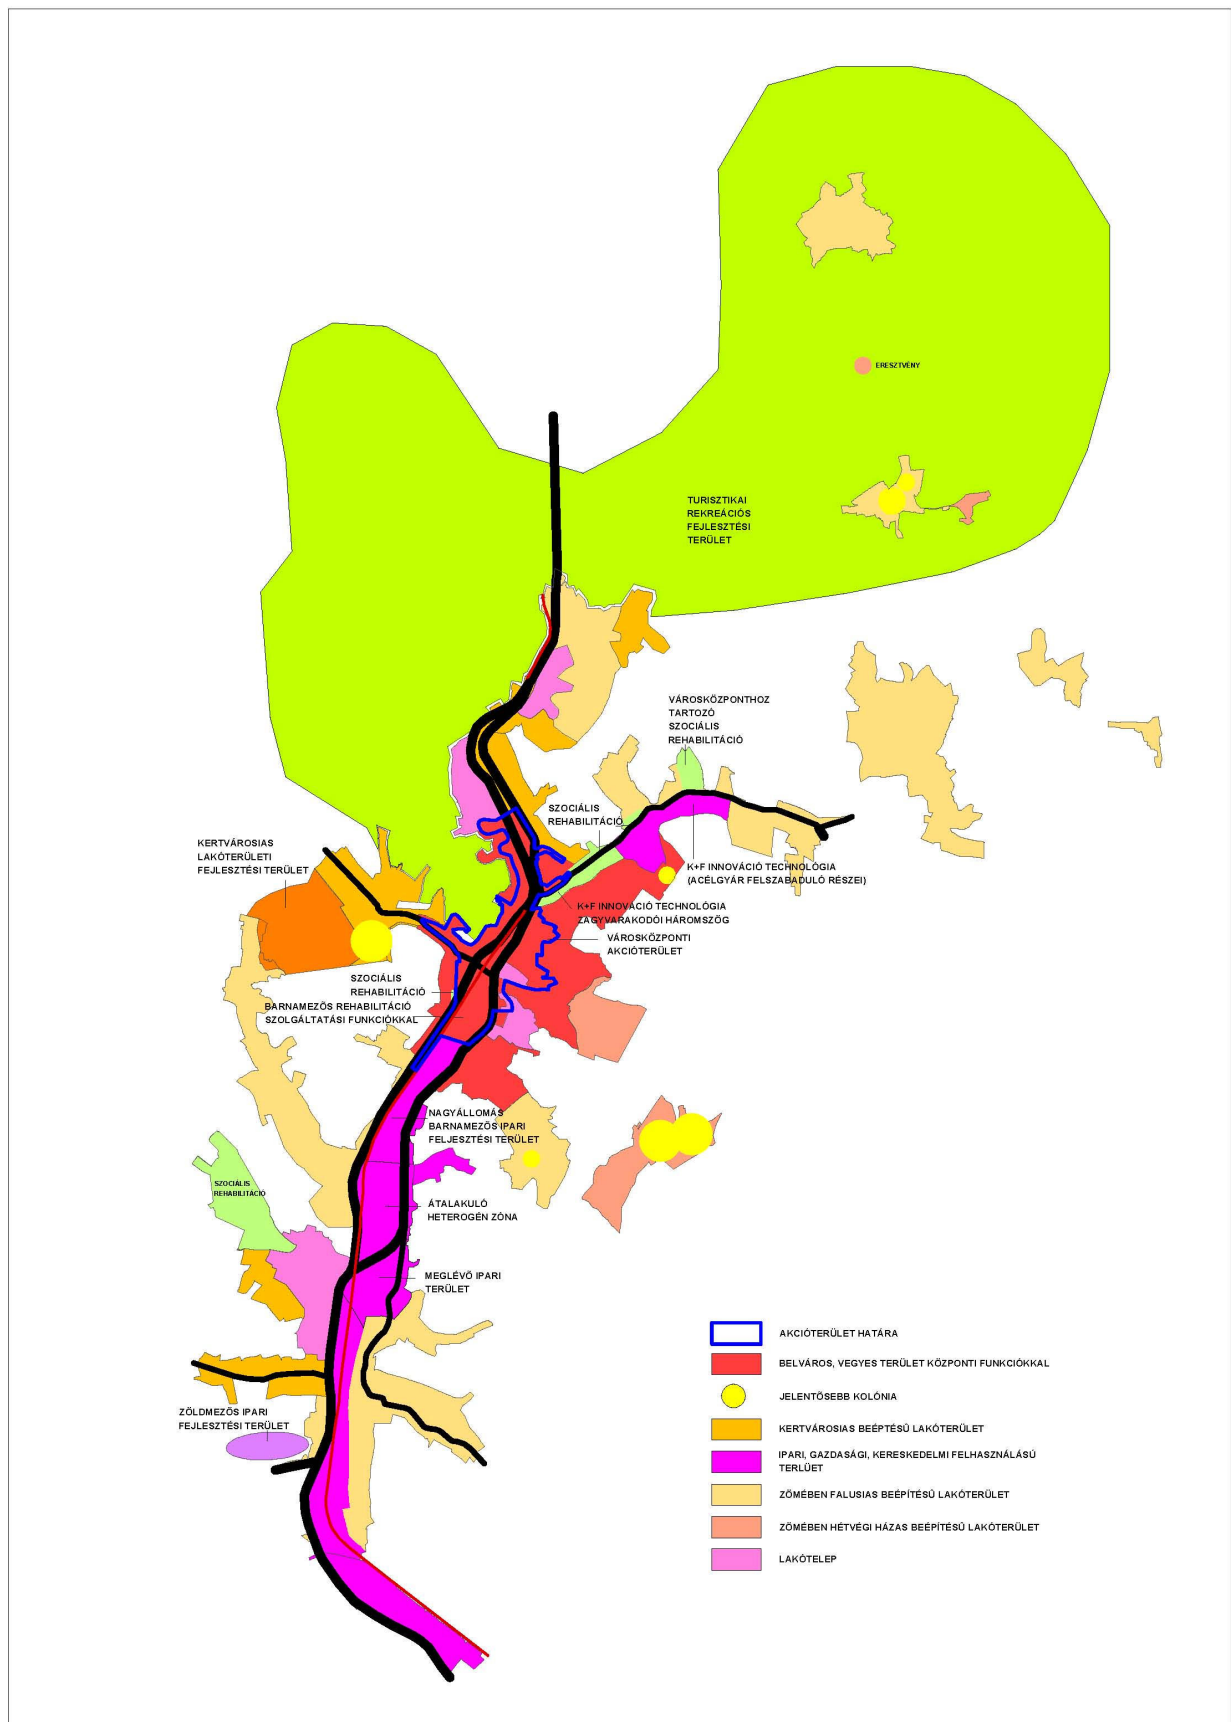 ERESZTVÉNY
TURISZTIKAI
REKREÁCIÓS
FEJLESZTÉSI
TERÜLET
VÁROSKÖZPONTHOZ
TARTOZÓ
SZOCIÁLIS
REHABILITÁCIÓ
SZOCIÁLIS
REHABILITÁCIÓ
KERTVÁROSIAS
LAKÓTERÜLETI
FEJLESZTÉSI TERÜLET
K+F INNOVÁCIÓ TECHNOLÓGIA
(ACÉLGYÁR FELSZABADULÓ RÉSZEI)
K+F INNOVÁCIÓ TECHNOLÓGIA
ZAGYVARAKODÓI HÁROMSZÖG
VÁROSKÖZPONTI
AKCIÓTERÜLET
SZOCIÁLIS
REHABILITÁCIÓ
BARNAMEZŐS REHABILITÁCIÓ
SZOLGÁLTATÁSI FUNKCIÓKKAL
NAGYÁLLOMÁS
BARNAMEZŐS IPARI
FELJESZTÉSI TERÜLET
SZOCIÁLIS
REHABILITÁCIÓ
ÁTALAKULÓ
HETEROGÉN ZÓNA
MEGLÉVŐ IPARI
TERÜLET
ZÖLDMEZŐS IPARI
FEJLESZTÉSI TERÜLET
AKCIÓTERÜLET HATÁRA
BELVÁROS, VEGYES TERÜLET KÖZPONTI FUNKCIÓKKAL
JELENTŐSEBB KOLÓNIA
KERTVÁROSIAS BEÉPTÉSŰ LAKÓTERÜLET
IPARI, GAZDASÁGI, KERESKEDELMI FELHASZNÁLÁSÚ
TERLÜET
ZÖMÉBEN FALUSIAS BEÉPÍTÉSŰ LAKÓTERÜLET
ZÖMÉBEN HÉTVÉGI HÁZAS BEÉPÍTÉSŰ LAKÓTERÜLET
LAKÓTELEP